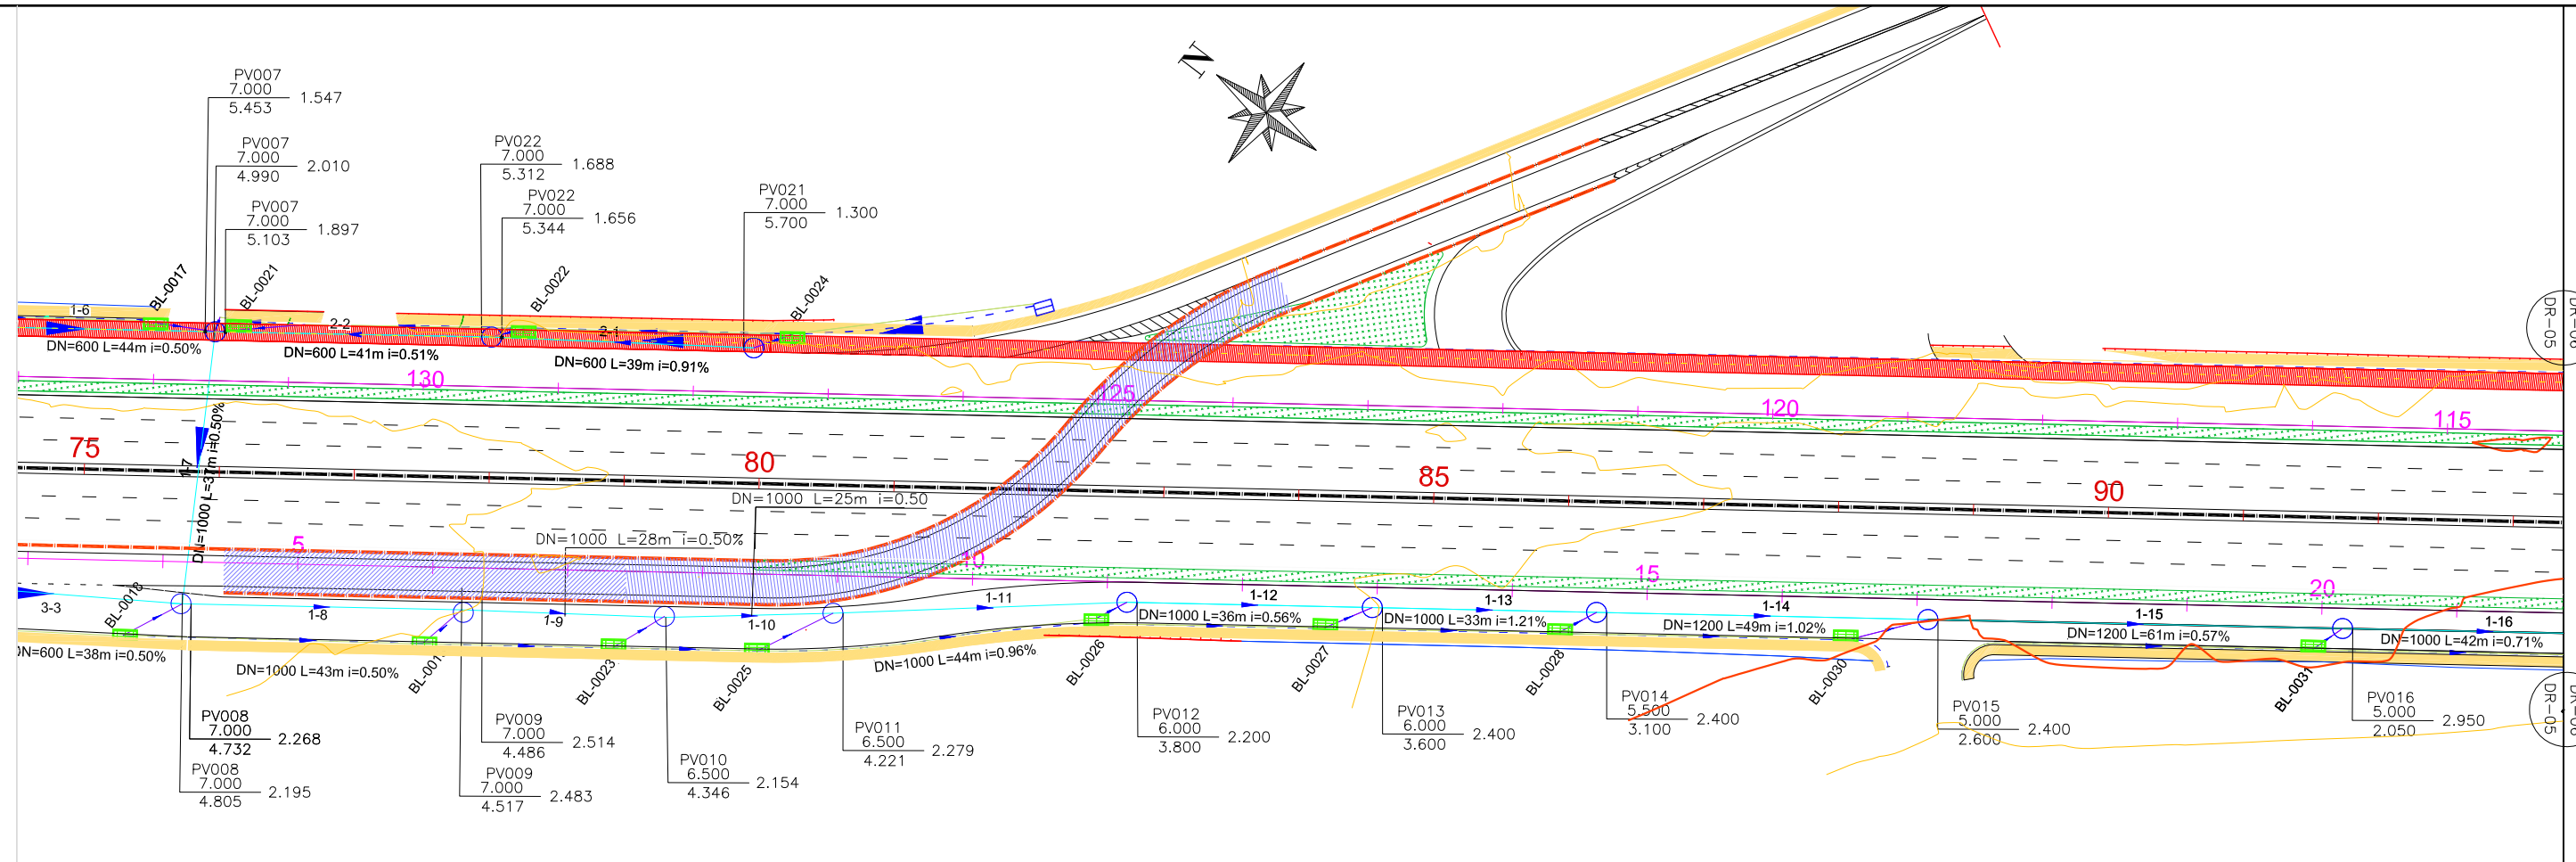 N
PV007
7.000
5.453
1.547
PV007
7.000
4.990
2.010
PV007
7.000
5.103
1.897
PV022
7.000
5.312
1.688
PV022
7.000
5.344
1.656
PV021
7.000
5.700
1.300
BL-0017
BL-0021
BL-0022
BL-0024
1-6
2-2
2-1
DN=600 L=44m i=0.50%
DN=600 L=41m i=0.51%
DN=600 L=39m i=0.91%
DR-06
DR-05
130
125
120
115
75
80
85
90
1-7
DN=1000 L=37m i=0.50%
DN=1000 L=25m i=0.50
DN=1000 L=28m i=0.50%
5
10
15
20
3-3
BL-0018
1-8
1-9
1-10
1-11
1-12
1-13
1-14
1-15
1-16
DN=600 L=38m i=0.50%
DN=1000 L=43m i=0.50%
DN=1000 L=44m i=0.96%
DN=1000 L=36m i=0.56%
DN=1000 L=33m i=1.21%
DN=1200 L=49m i=1.02%
DN=1200 L=61m i=0.57%
DN=1000 L=42m i=0.71%
BL-0023
BL-0025
BL-0026
BL-0027
BL-0028
BL-0030
BL-0031
PV008
7.000
4.732
2.268
PV008
7.000
4.805
2.195
PV009
7.000
4.486
2.514
PV009
7.000
4.517
2.483
PV010
6.500
4.346
2.154
PV011
6.500
4.221
2.279
PV012
6.000
3.800
2.200
PV013
6.000
3.600
2.400
PV014
5.500
3.100
2.400
PV015
5.000
2.600
2.400
PV016
5.000
2.050
2.950
DR-06
DR-05